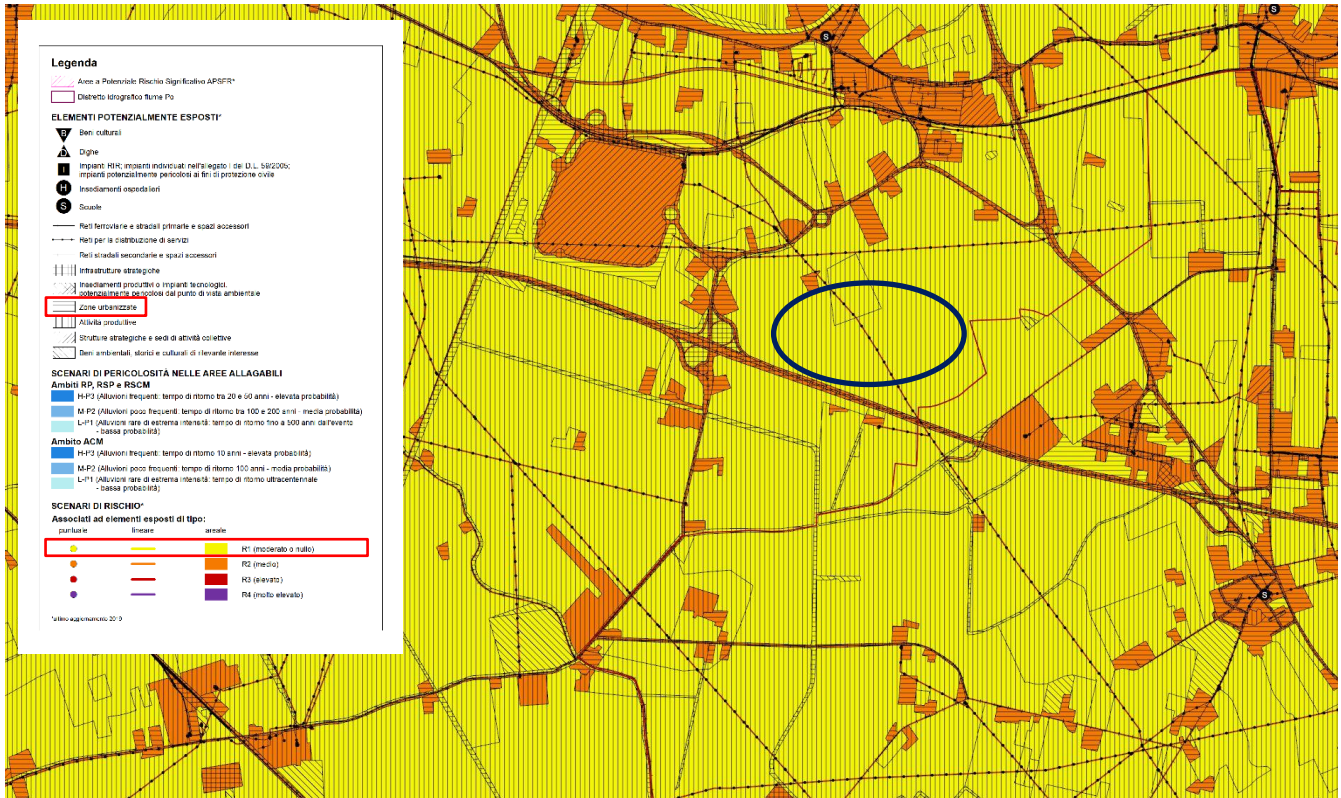 Legenda
Aree a Potenziale Rischio Significativo APSFR*
Distretto idrografico fiume Po
ELEMENTI POTENZIALMENTE ESPOSTI*
B Beni culturali
D Dighe
I Impianti RIR; impianti individuati nell'allegato I del D.L. 59/2005;
impianti potenzialmente pericolosi ai fini di protezione civile
H Insediamenti ospedalieri
S Scuole
Reti ferroviarie e stradali primarie e spazi accessori
Reti per la distribuzione di servizi
Reti stradali secondarie e spazi accessori
Infrastrutture strategiche
Insediamenti produttivi o impianti tecnologici,
potenzialmente pericolosi dal punto di vista ambientale
Zone urbanizzate
Attività produttive
Strutture strategiche e sedi di attività collettive
Beni ambientali, storici e culturali di rilevante interesse
SCENARI DI PERICOLOSITÀ NELLE AREE ALLAGABILI
Ambiti RP, RSP e RSCM
H-P3 (Alluvioni frequenti: tempo di ritorno tra 20 e 50 anni - elevata probabilità)
M-P2 (Alluvioni poco frequenti: tempo di ritorno tra 100 e 200 anni - media probabilità)
L-P1 (Alluvioni rare di estrema intensità: tempo di ritorno fino a 500 anni dall'evento
- bassa probabilità)
Ambito ACM
H-P3 (Alluvioni frequenti: tempo di ritorno 10 anni - elevata probabilità)
M-P2 (Alluvioni poco frequenti: tempo di ritorno 100 anni - media probabilità)
L-P1 (Alluvioni rare di estrema intensità: tempo di ritorno ultracentennale
- bassa probabilità)
SCENARI DI RISCHIO*
Associati ad elementi esposti di tipo:
puntuale lineare areale
R1 (moderato o nullo)
R2 (medio)
R3 (elevato)
R4 (molto elevato)
*ultimo aggiornamento 2019
S
S
S